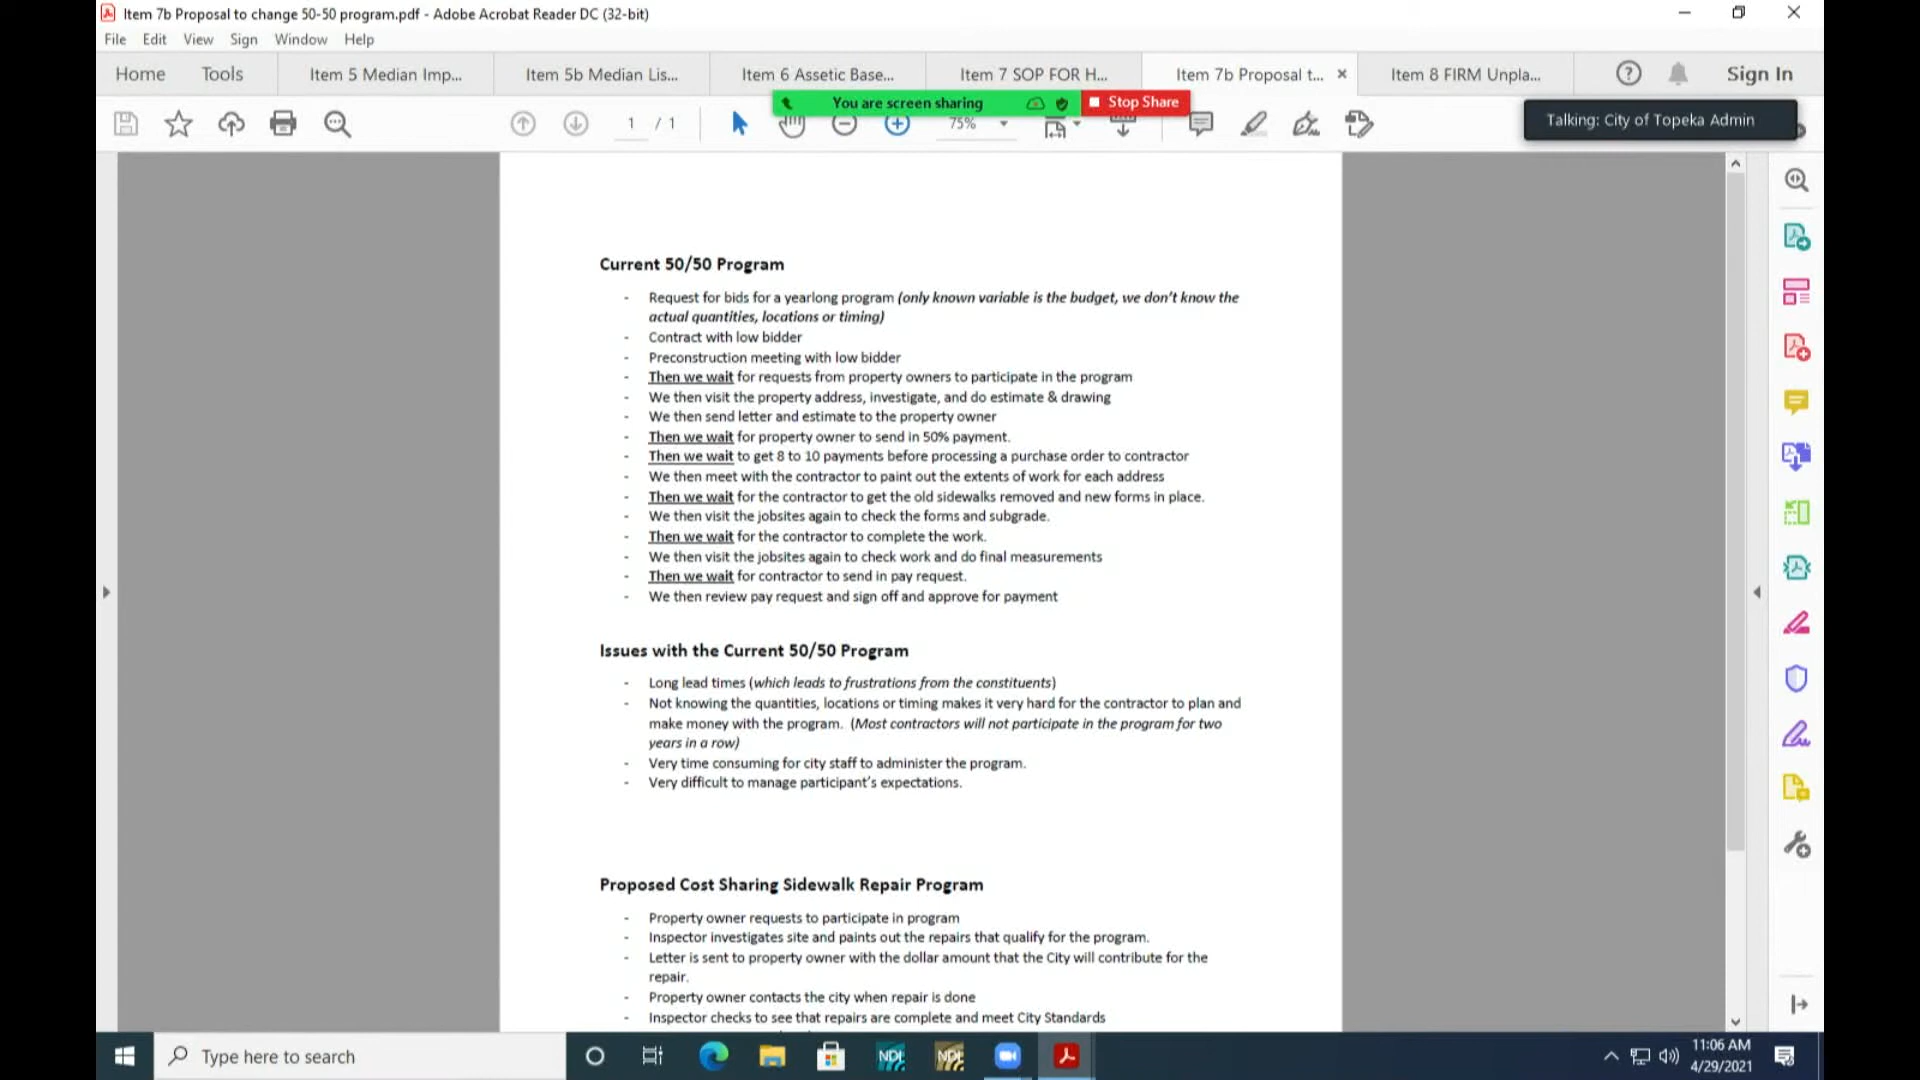 Item 7b Proposal to change 50-50 program.pdf - Adobe Acrobat Reader DC (32-bit)
File Edit View Sign Window Help
Home Tools Item 5 Median Imp... Item 5b Median Lis... Item 6 Assetic Base... Item 7 SOP FOR H... Item 7b Proposal t... Item 8 FIRM Unpla... Sign In
You are screen sharing Stop Share
1 / 1 75% Talking: City of Topeka Admin
Current 50/50 Program
- Request for bids for a yearlong program (only known variable is the budget, we don't know the
actual quantities, locations or timing)
- Contract with low bidder
- Preconstruction meeting with low bidder
- Then we wait for requests from property owners to participate in the program
- We then visit the property address, investigate, and do estimate & drawing
- We then send letter and estimate to the property owner
- Then we wait for property owner to send in 50% payment.
- Then we wait to get 8 to 10 payments before processing a purchase order to contractor
- We then meet with the contractor to paint out the extents of work for each address
- Then we wait for the contractor to get the old sidewalks removed and new forms in place.
- We then visit the jobsites again to check the forms and subgrade.
- Then we wait for the contractor to complete the work.
- We then visit the jobsites again to check work and do final measurements
- Then we wait for contractor to send in pay request.
- We then review pay request and sign off and approve for payment
Issues with the Current 50/50 Program
- Long lead times (which leads to frustrations from the constituents)
- Not knowing the quantities, locations or timing makes it very hard for the contractor to plan and
make money with the program. (Most contractors will not participate in the program for two
years in a row)
- Very time consuming for city staff to administer the program.
- Very difficult to manage participant's expectations.
Proposed Cost Sharing Sidewalk Repair Program
- Property owner requests to participate in program
- Inspector investigates site and paints out the repairs that qualify for the program.
- Letter is sent to property owner with the dollar amount that the City will contribute for the
repair.
- Property owner contacts the city when repair is done
- Inspector checks to see that repairs are complete and meet City Standards
Type here to search
11:06 AM
4/29/2021